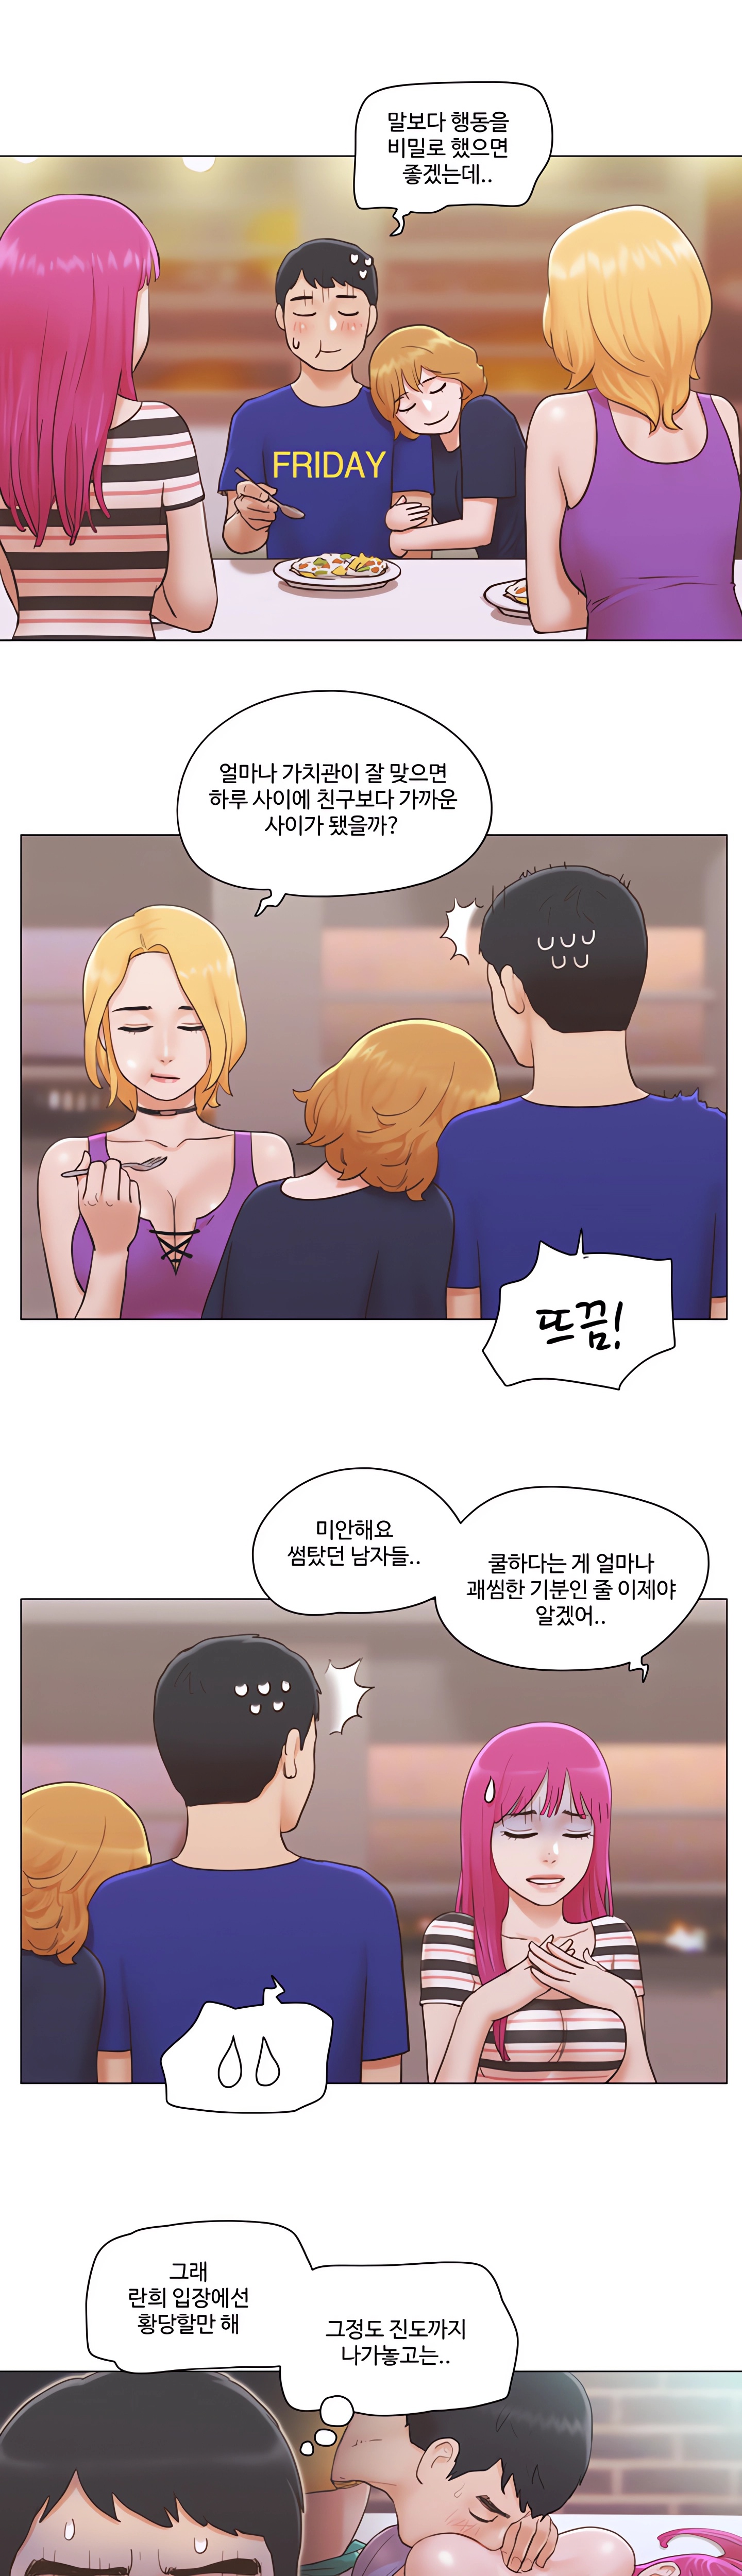 말보다 행동을
비밀로 했으면
좋겠는데..
FRIDAY
얼마나 가치관이 잘 맞으면
하루 사이에 친구보다 가까운
사이가 됐을까?
뜨끔!
미안해요
썸탔던 남자들..
쿨하다는 게 얼마나
괘씸한 기분인 줄 이제야
알겠어..
그래
란희 입장에선
황당할만 해
그정도 진도까지
나가놓고는..